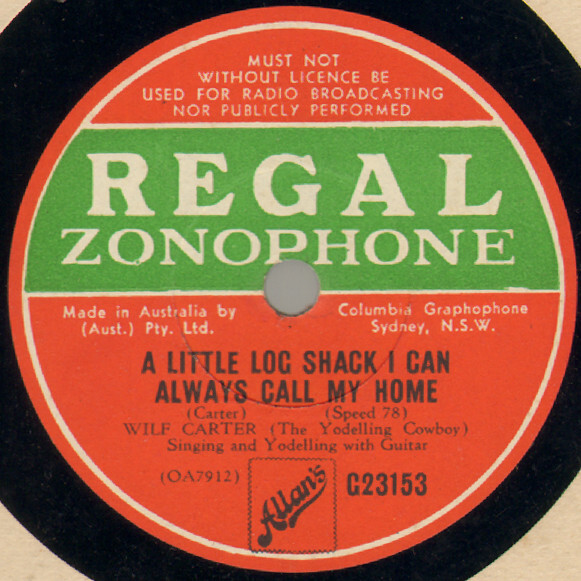 MUST NOT
WITHOUT LICENCE BE
USED FOR RADIO BROADCASTING
NOR PUBLICLY PERFORMED
REGAL
ZONOPHONE
Made in Australia by Columbia Graphophone
(Aust.) Pty. Ltd. Sydney, N.S.W.
A LITTLE LOG SHACK I CAN
ALWAYS CALL MY HOME
(Carter) (Speed 78)
WILF CARTER (The Yodelling Cowboy)
Singing and Yodelling with Guitar
(OA7912) Allan's G23153